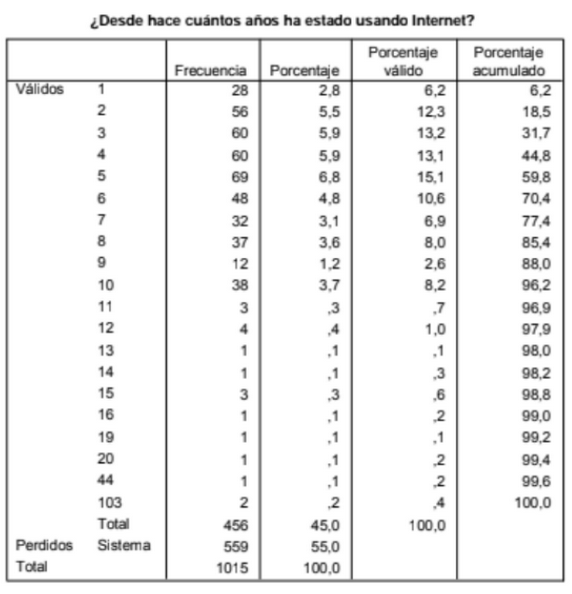 ¿Desde hace cuántos años ha estado usando Internet?
Frecuencia Porcentaje Porcentaje válido Porcentaje acumulado
Válidos 1 28 2,8 6,2 6,2
2 56 5,5 12,3 18,5
3 60 5,9 13,2 31,7
4 60 5,9 13,1 44,8
5 69 6,8 15,1 59,8
6 48 4,8 10,6 70,4
7 32 3,1 6,9 77,4
8 37 3,6 8,0 85,4
9 12 1,2 2,6 88,0
10 38 3,7 8,2 96,2
11 3 ,3 ,7 96,9
12 4 ,4 1,0 97,9
13 1 ,1 ,1 98,0
14 1 ,1 ,3 98,2
15 3 ,3 ,6 98,8
16 1 ,1 ,2 99,0
19 1 ,1 ,1 99,2
20 1 ,1 ,2 99,4
44 1 ,1 ,2 99,6
103 2 ,2 ,4 100,0
Total 456 45,0 100,0
Perdidos Sistema 559 55,0
Total 1015 100,0